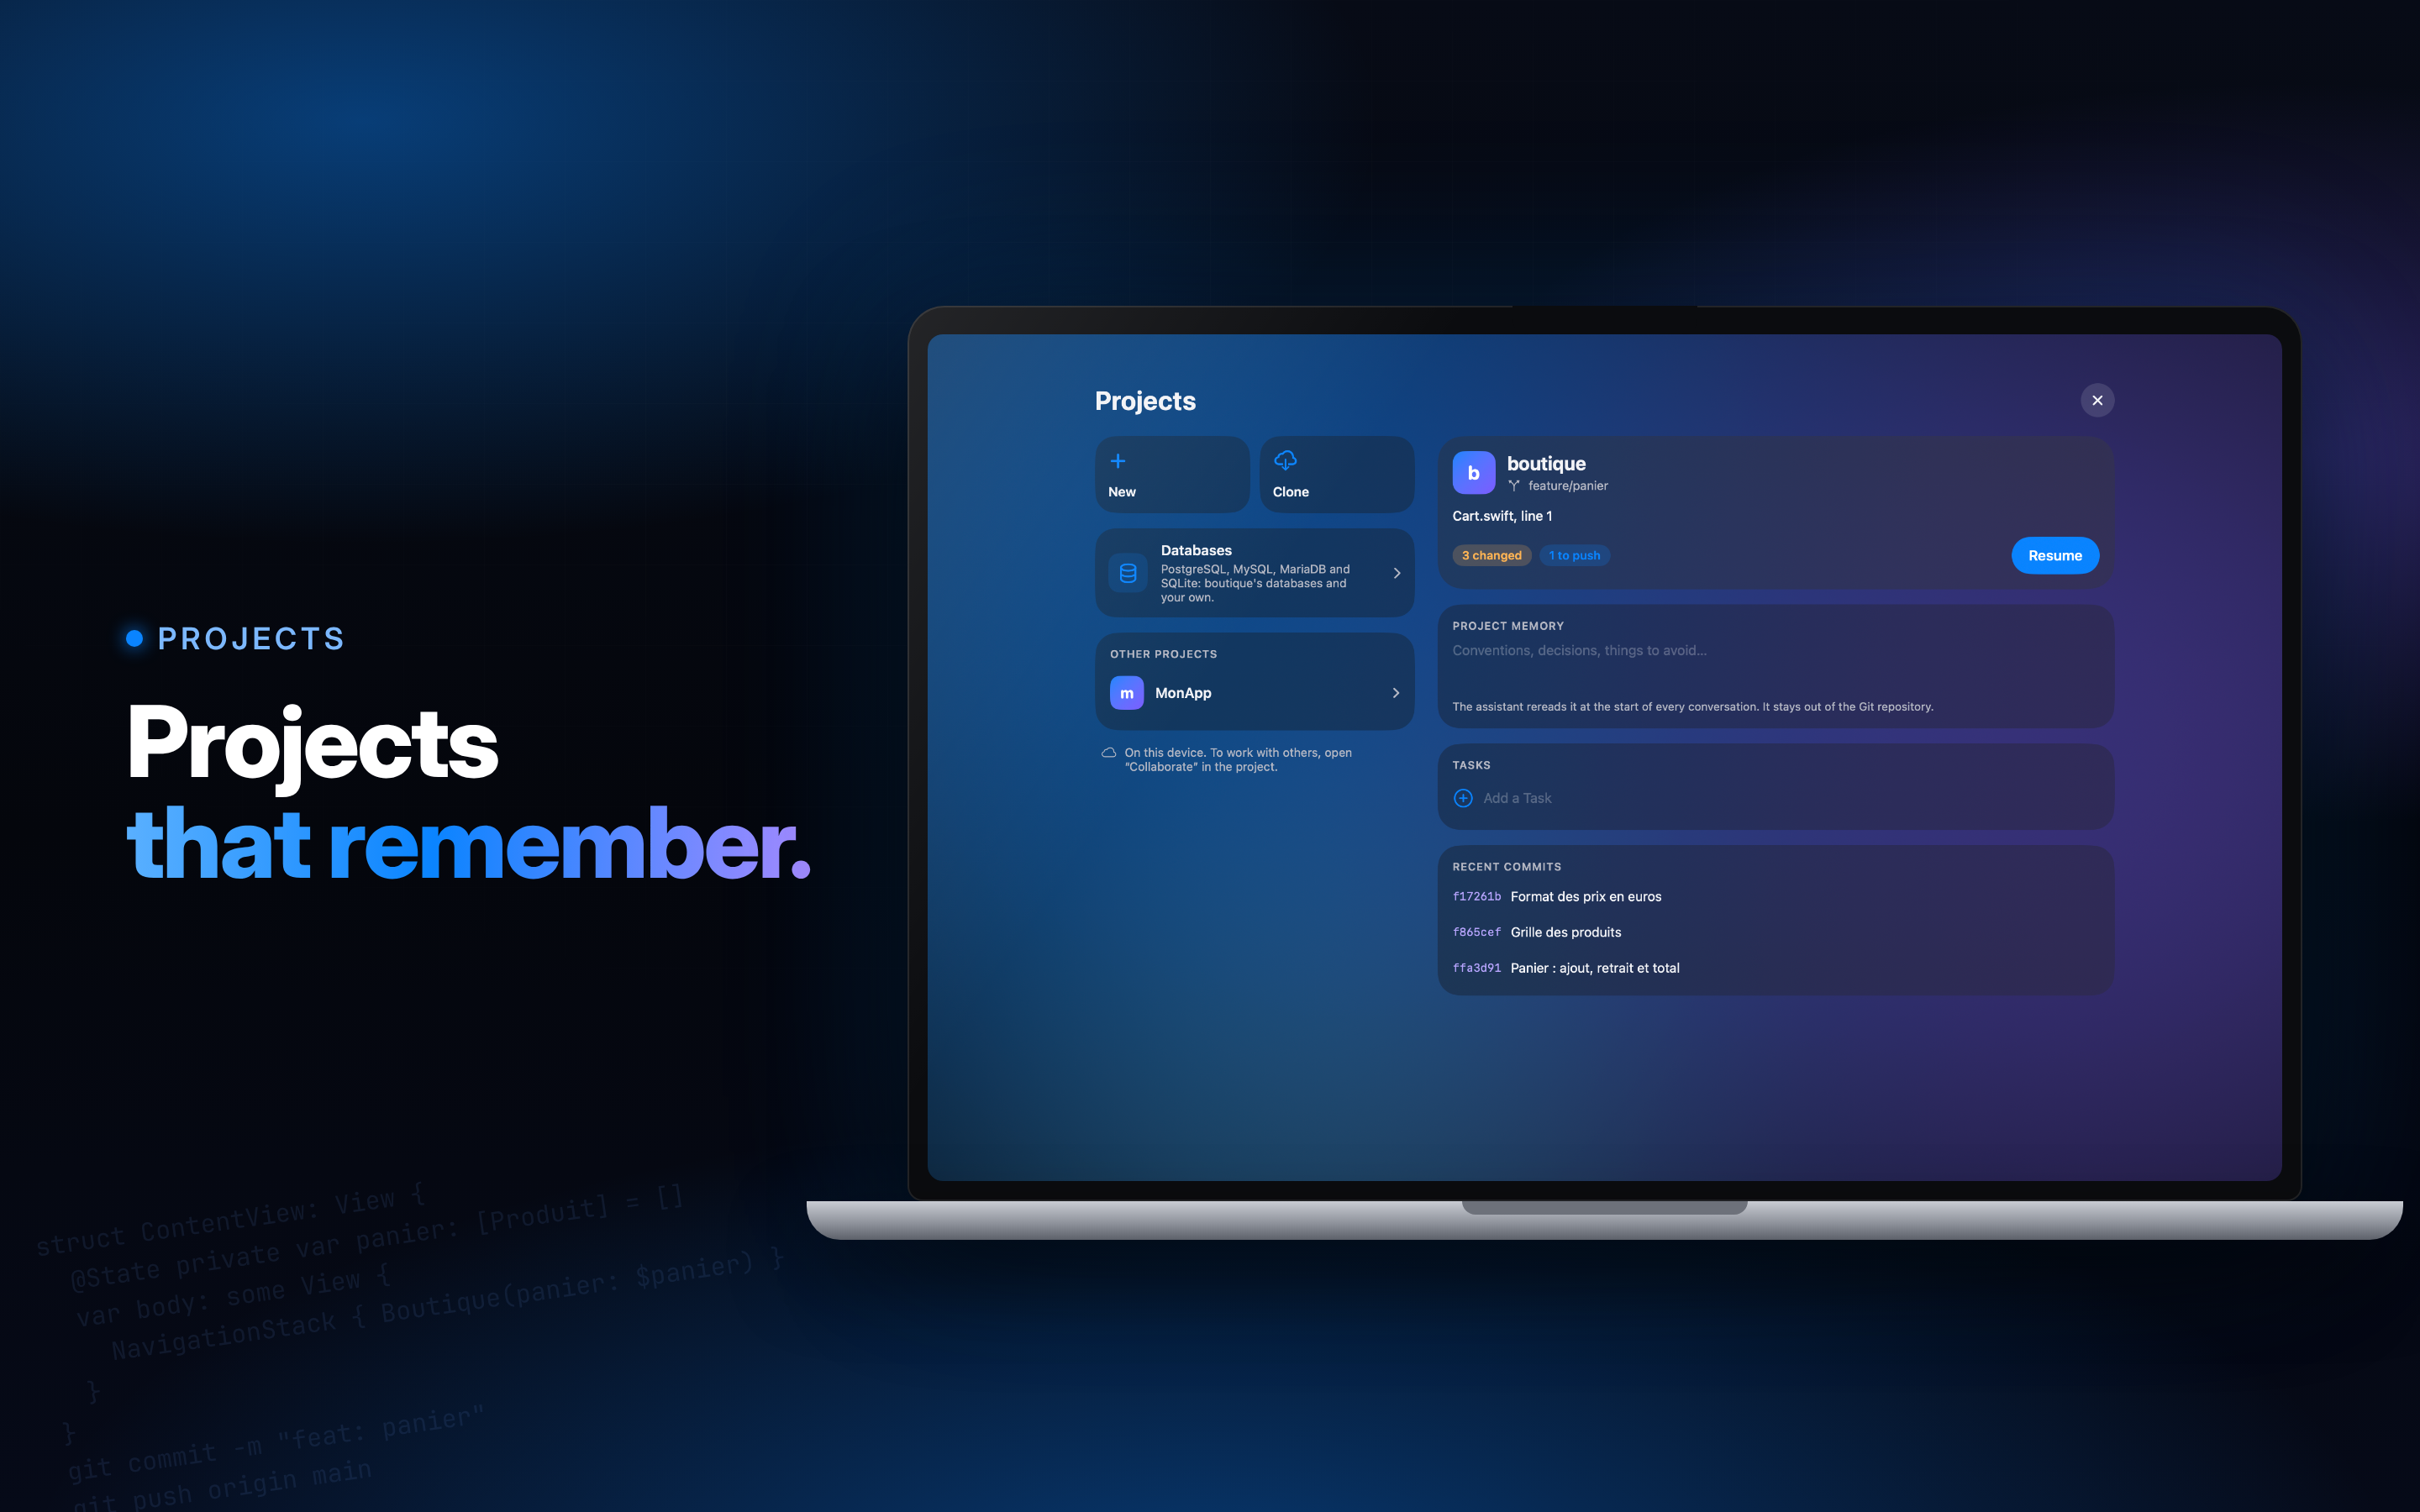 PROJECTS
Projects
that remember.
struct ContentView: View {
@State private var panier: [Produit] = []
var body: some View {
NavigationStack { Boutique(panier: $panier) }
}
}
git commit -m "feat: panier"
git push origin main
Projects
New
Clone
Databases
PostgreSQL, MySQL, MariaDB and
SQLite: boutique's databases and
your own.
OTHER PROJECTS
m
MonApp
On this device. To work with others, open
"Collaborate" in the project.
b
boutique
feature/panier
Cart.swift, line 1
3 changed
1 to push
Resume
PROJECT MEMORY
Conventions, decisions, things to avoid...
The assistant rereads it at the start of every conversation. It stays out of the Git repository.
TASKS
Add a Task
RECENT COMMITS
f17261b Format des prix en euros
f865cef Grille des produits
ffa3d91 Panier : ajout, retrait et total